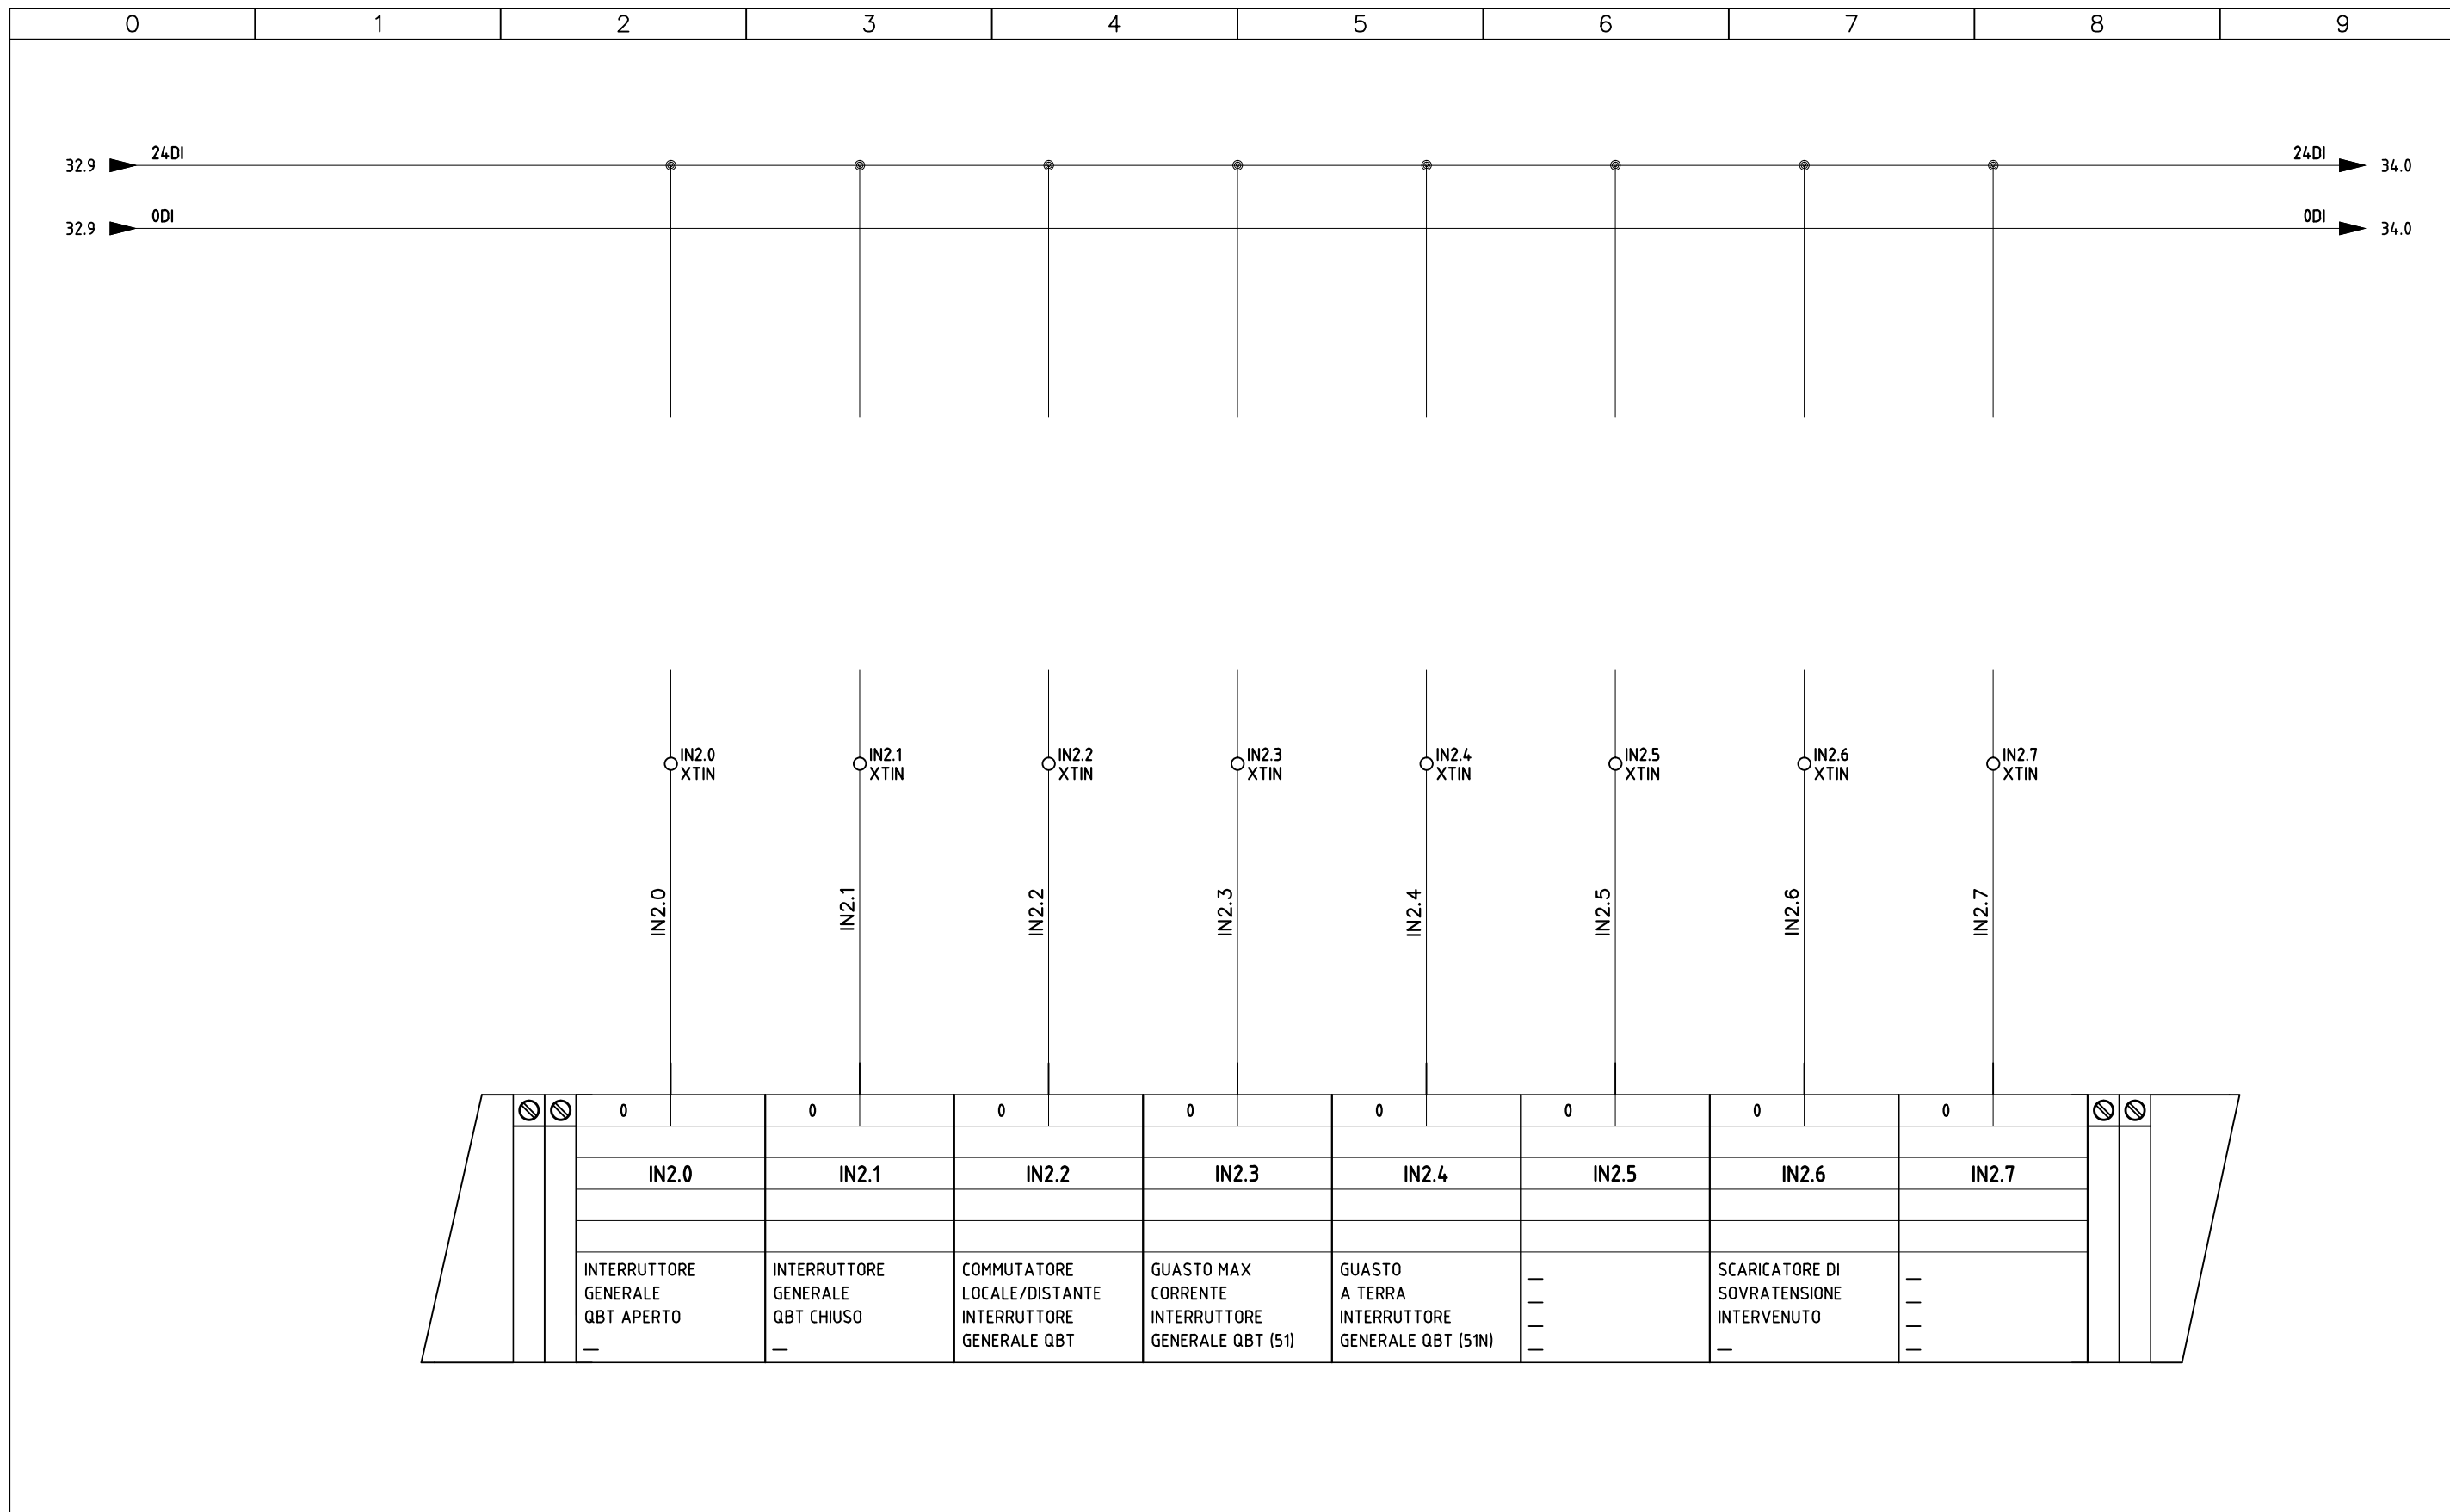 0 1 2 3 4 5 6 7 8 9
24DI 24DI
32.9 34.0
0DI 0DI
32.9 34.0
IN2.0 IN2.1 IN2.2 IN2.3 IN2.4 IN2.5 IN2.6 IN2.7
XTIN XTIN XTIN XTIN XTIN XTIN XTIN XTIN
IN2.0 IN2.1 IN2.2 IN2.3 IN2.4 IN2.5 IN2.6 IN2.7
0 0 0 0 0 0 0 0
IN2.0 IN2.1 IN2.2 IN2.3 IN2.4 IN2.5 IN2.6 IN2.7
INTERRUTTORE
GENERALE
QBT APERTO
_
INTERRUTTORE
GENERALE
QBT CHIUSO
_
COMMUTATORE
LOCALE/DISTANTE
INTERRUTTORE
GENERALE QBT
GUASTO MAX
CORRENTE
INTERRUTTORE
GENERALE QBT (51)
GUASTO
A TERRA
INTERRUTTORE
GENERALE QBT (51N)
_
_
_
_
SCARICATORE DI
SOVRATENSIONE
INTERVENUTO
_
_
_
_
_